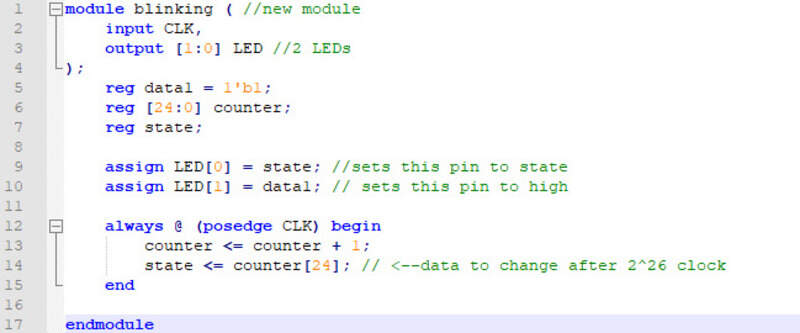 1 module blinking ( //new module
2 input CLK,
3 output [1:0] LED //2 LEDs
4 );
5 reg data1 = 1'b1;
6 reg [24:0] counter;
7 reg state;
8
9 assign LED[0] = state; //sets this pin to state
10 assign LED[1] = data1; // sets this pin to high
11
12 always @ (posedge CLK) begin
13 counter <= counter + 1;
14 state <= counter[24]; // <--data to change after 2^26 clock
15 end
16
17 endmodule